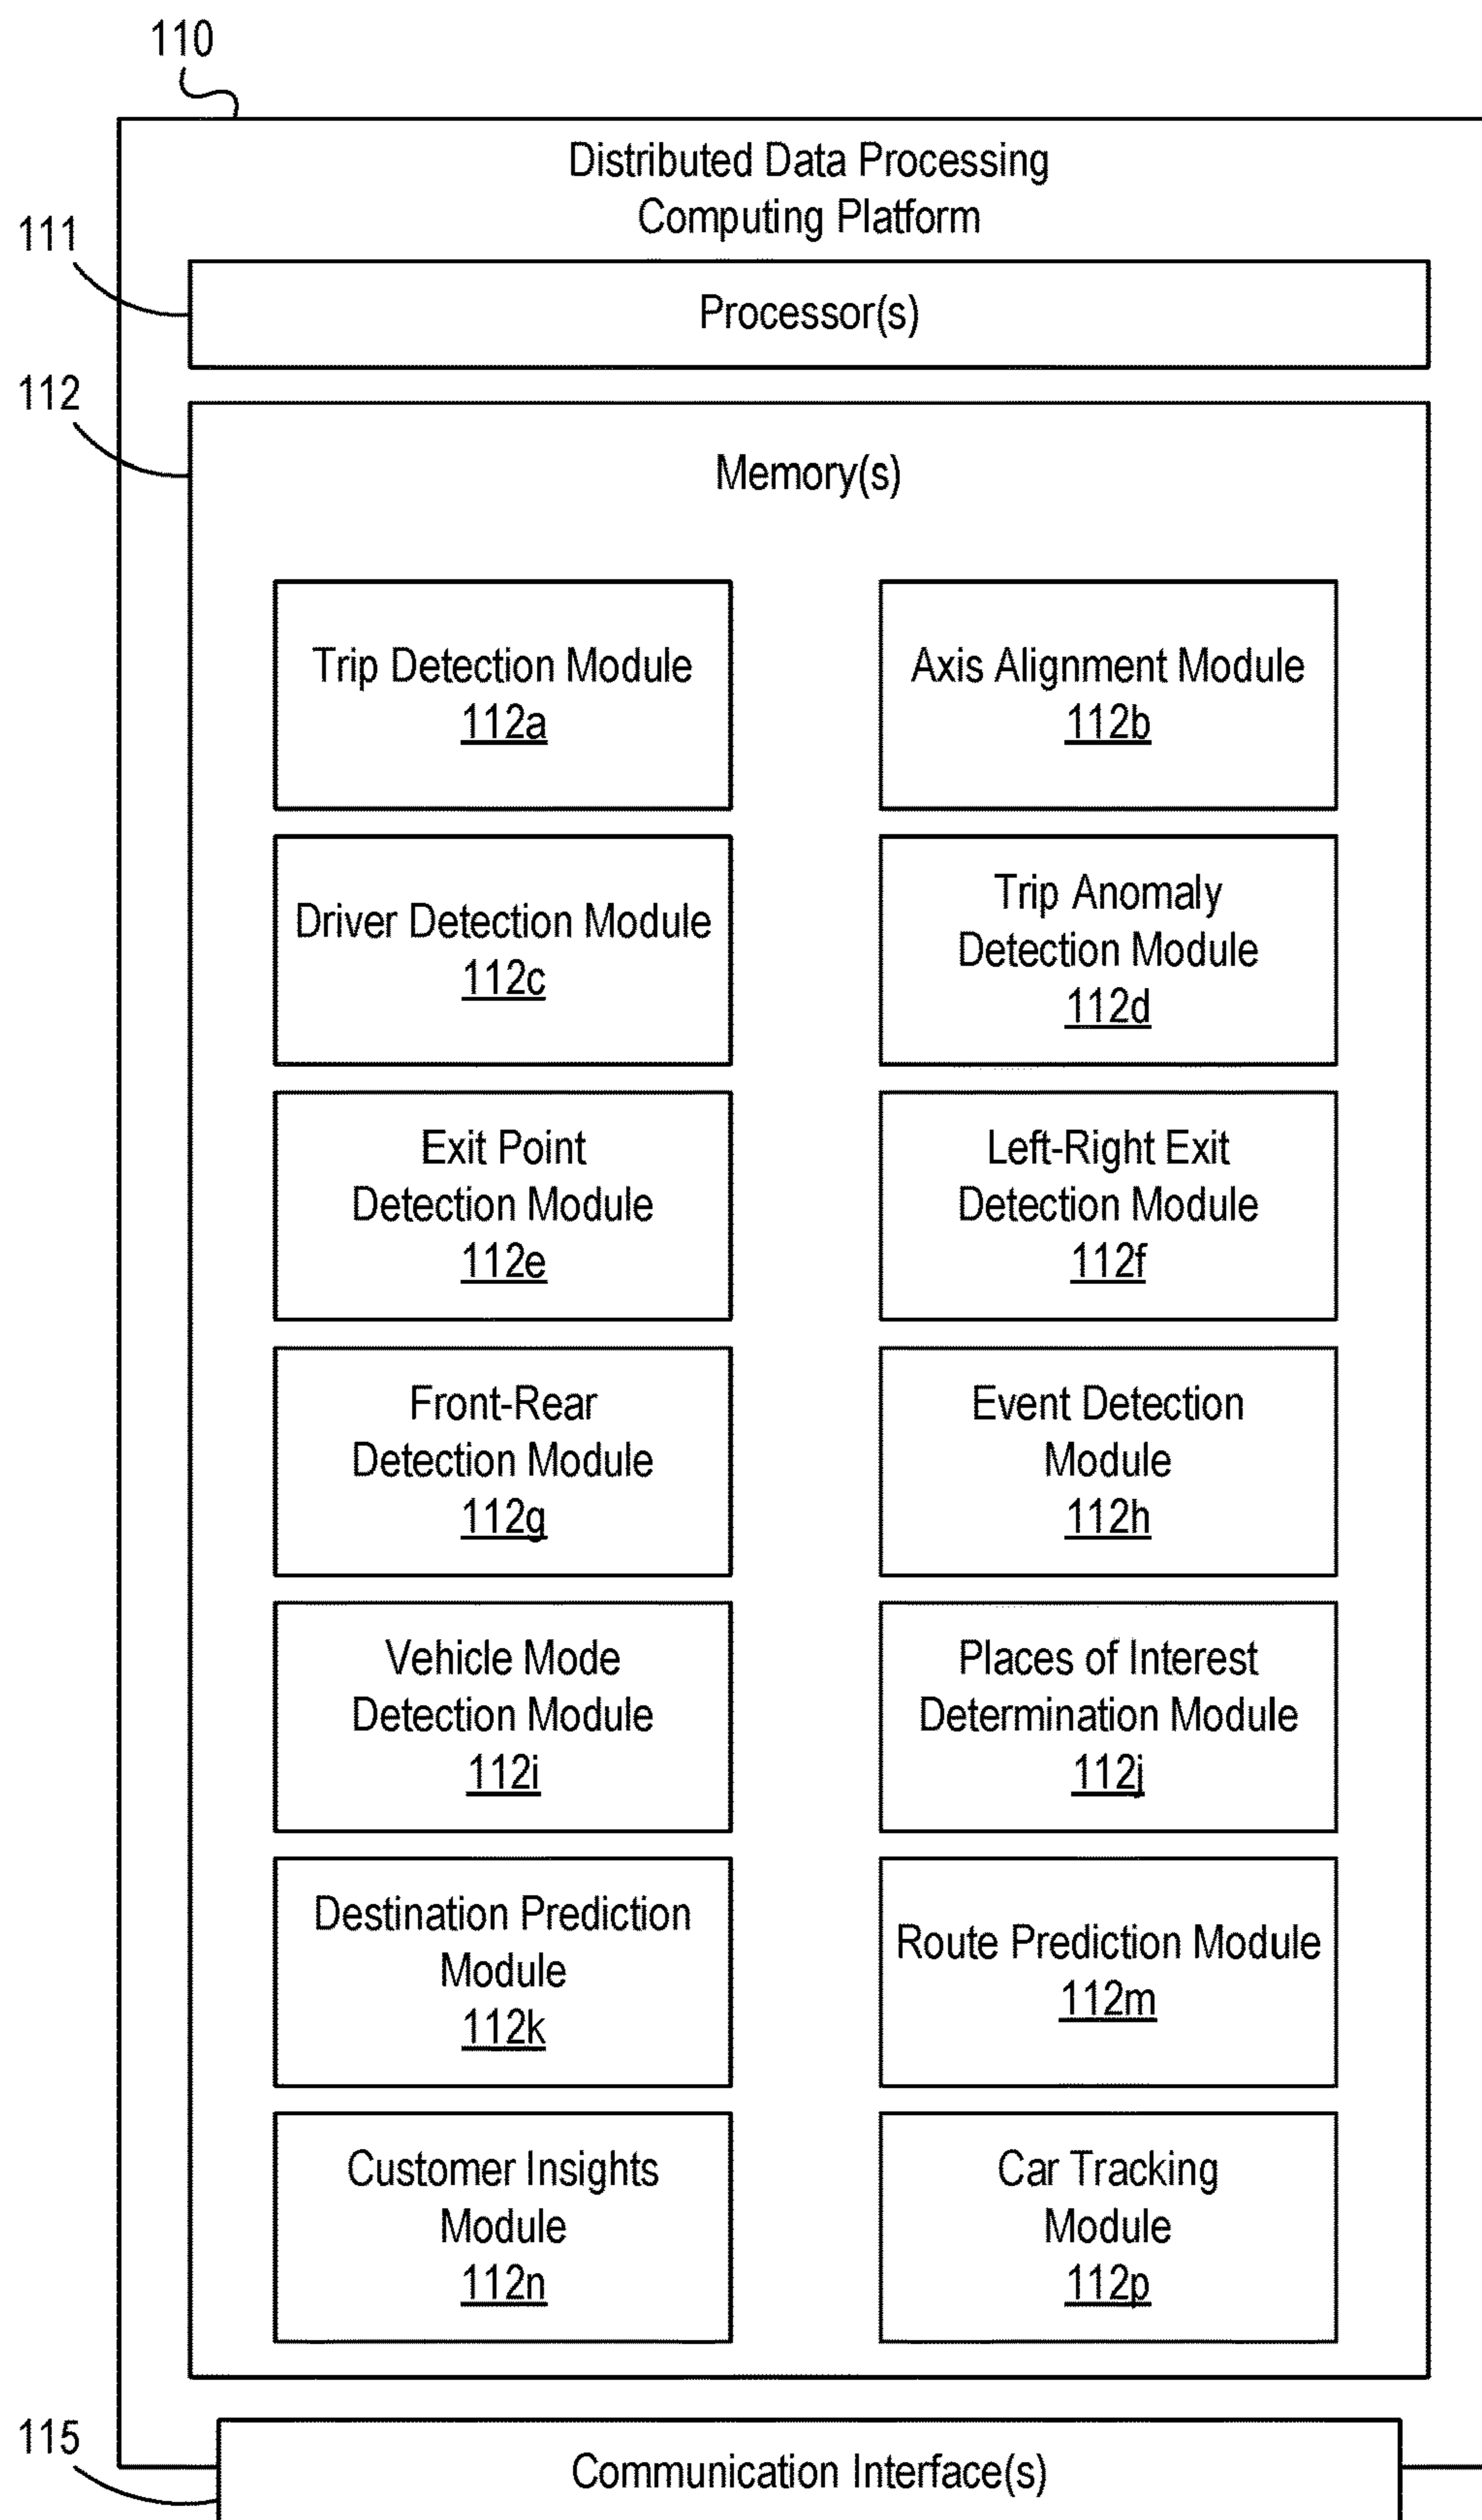 110
Distributed Data Processing
Computing Platform
111
Processor(s)
112
Memory(s)
Trip Detection Module
112a
Axis Alignment Module
112b
Driver Detection Module
112c
Trip Anomaly
Detection Module
112d
Exit Point
Detection Module
112e
Left-Right Exit
Detection Module
112f
Front-Rear
Detection Module
112g
Event Detection
Module
112h
Vehicle Mode
Detection Module
112i
Places of Interest
Determination Module
112j
Destination Prediction
Module
112k
Route Prediction Module
112m
Customer Insights
Module
112n
Car Tracking
Module
112p
115
Communication Interface(s)